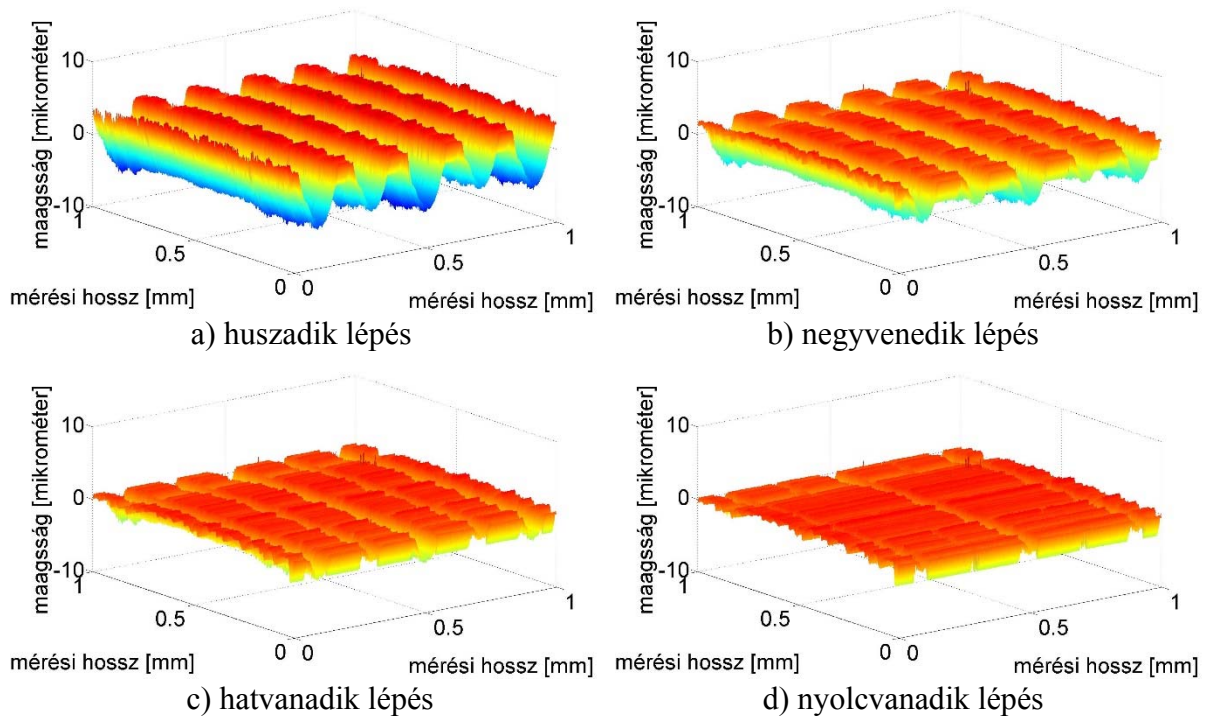 10
0
-10
maagsság [mikrométer]
1
0.5
0
mérési hossz [mm]
0
0.5
1
mérési hossz [mm]
a) huszadik lépés
10
0
-10
maagsság [mikrométer]
1
0.5
0
mérési hossz [mm]
0
0.5
1
mérési hossz [mm]
b) negyvenedik lépés
10
0
-10
maagsság [mikrométer]
1
0.5
0
mérési hossz [mm]
0
0.5
1
mérési hossz [mm]
c) hatvanadik lépés
10
0
-10
maagsság [mikrométer]
1
0.5
0
mérési hossz [mm]
0
0.5
1
mérési hossz [mm]
d) nyolcvanadik lépés